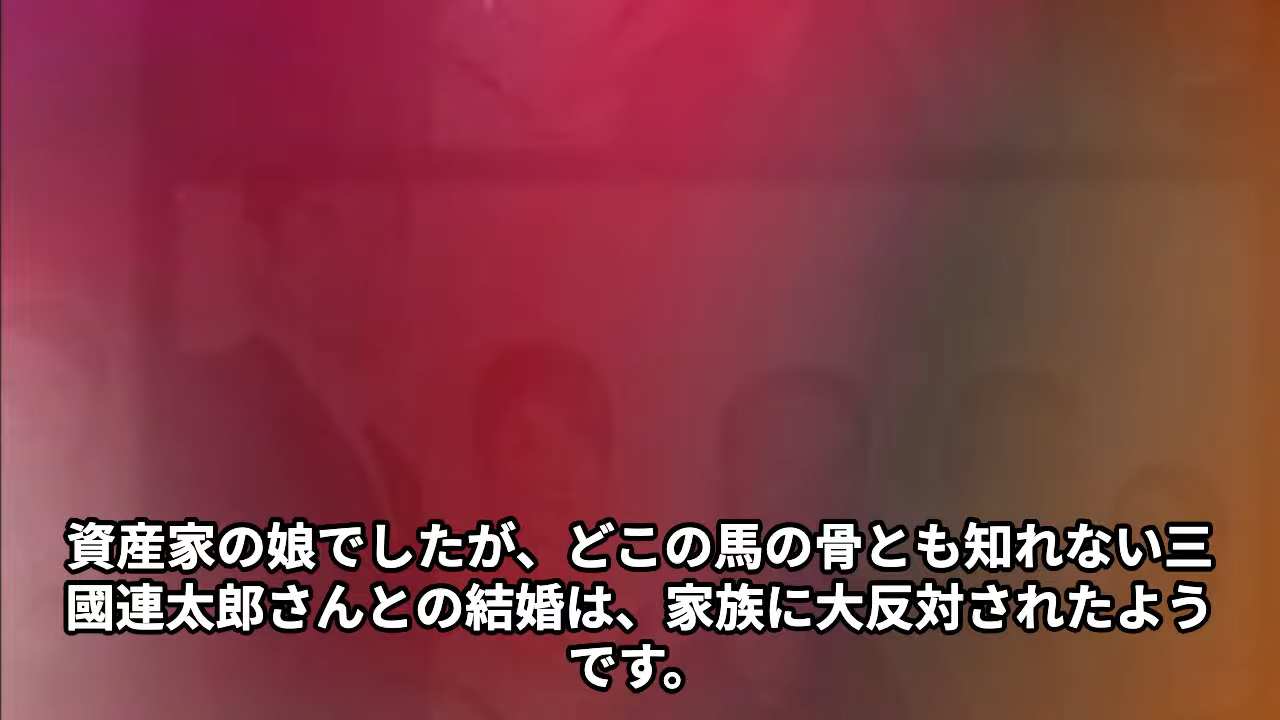 資産家の娘でしたが、どこの馬の骨とも知れない三
國連太郎さんとの結婚は、家族に大反対されたよう
です。